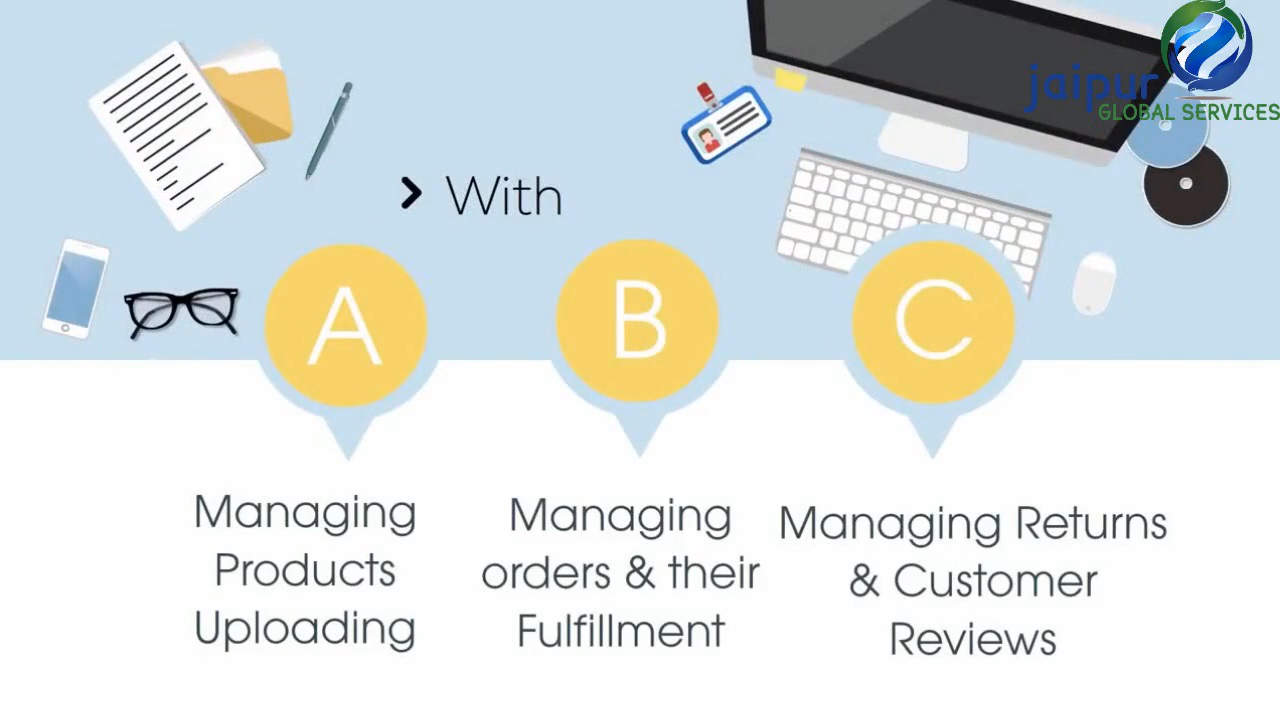 jaipur
GLOBAL SERVICES
> With
A
B
C
Managing
Products
Uploading
Managing
orders & their
Fulfillment
Managing Returns
& Customer
Reviews